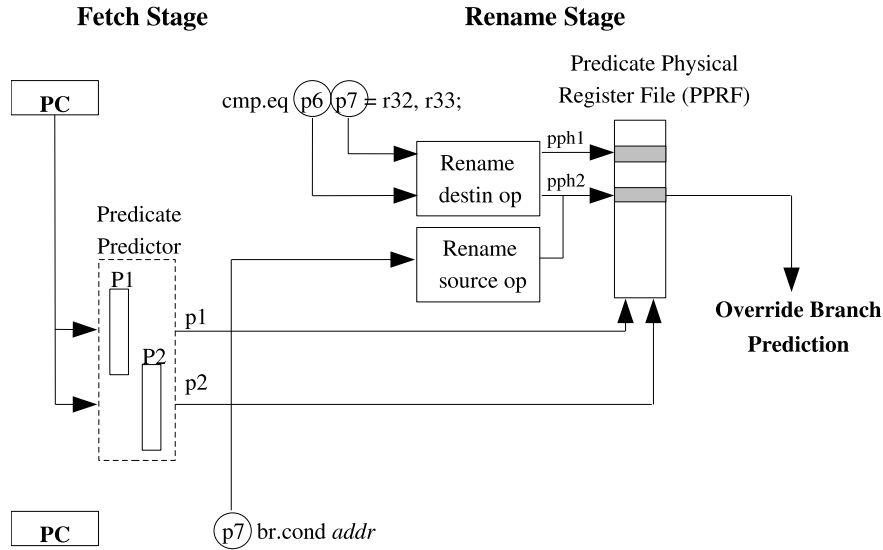 Fetch Stage
Rename Stage
Predicate Physical
Register File (PPRF)
PC
cmp.eq p6 p7 = r32, r33;
pph1
Rename
destin op
pph2
Predicate
Predictor
Rename
source op
P1
p1
Override Branch
Prediction
P2
p2
PC
p7 br.cond addr